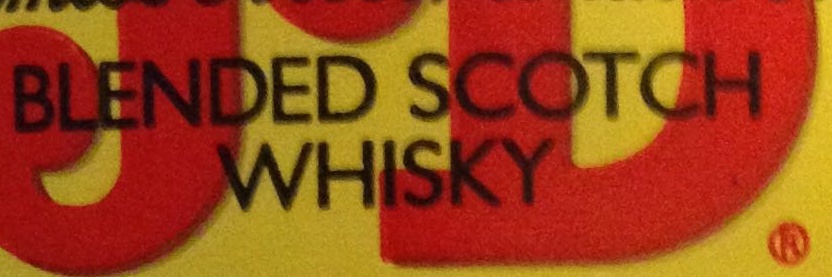 BLENDED SCOTCH
WHISKY
®